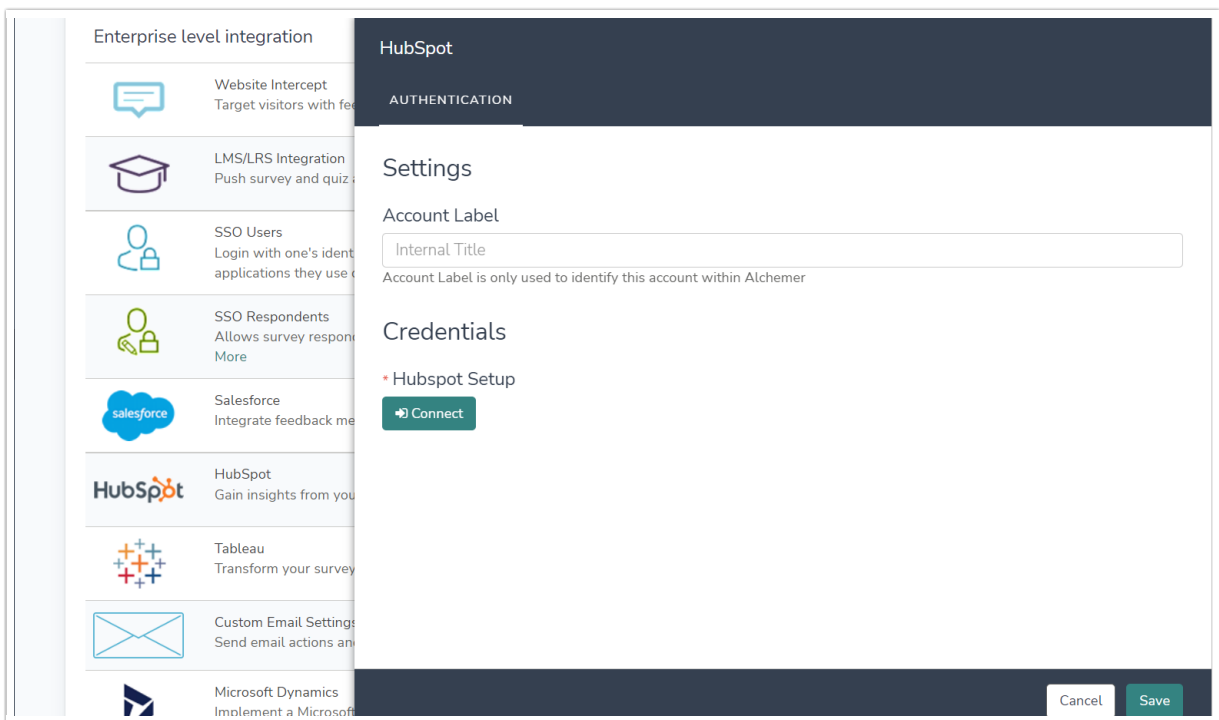 Enterprise level integration
Website Intercept
Target visitors with fee
LMS/LRS Integration
Push survey and quiz
SSO Users
Login with one's ident
applications they use
SSO Respondents
Allows survey respon
More
salesforce
Salesforce
Integrate feedback me
HubSpot
HubSpot
Gain insights from you
Tableau
Transform your survey
Custom Email Settings
Send email actions an
Microsoft Dynamics
Implement a Microsoft
HubSpot
AUTHENTICATION
Settings
Account Label
Internal Title
Account Label is only used to identify this account within Alchemer
Credentials
* Hubspot Setup
Connect
Cancel
Save